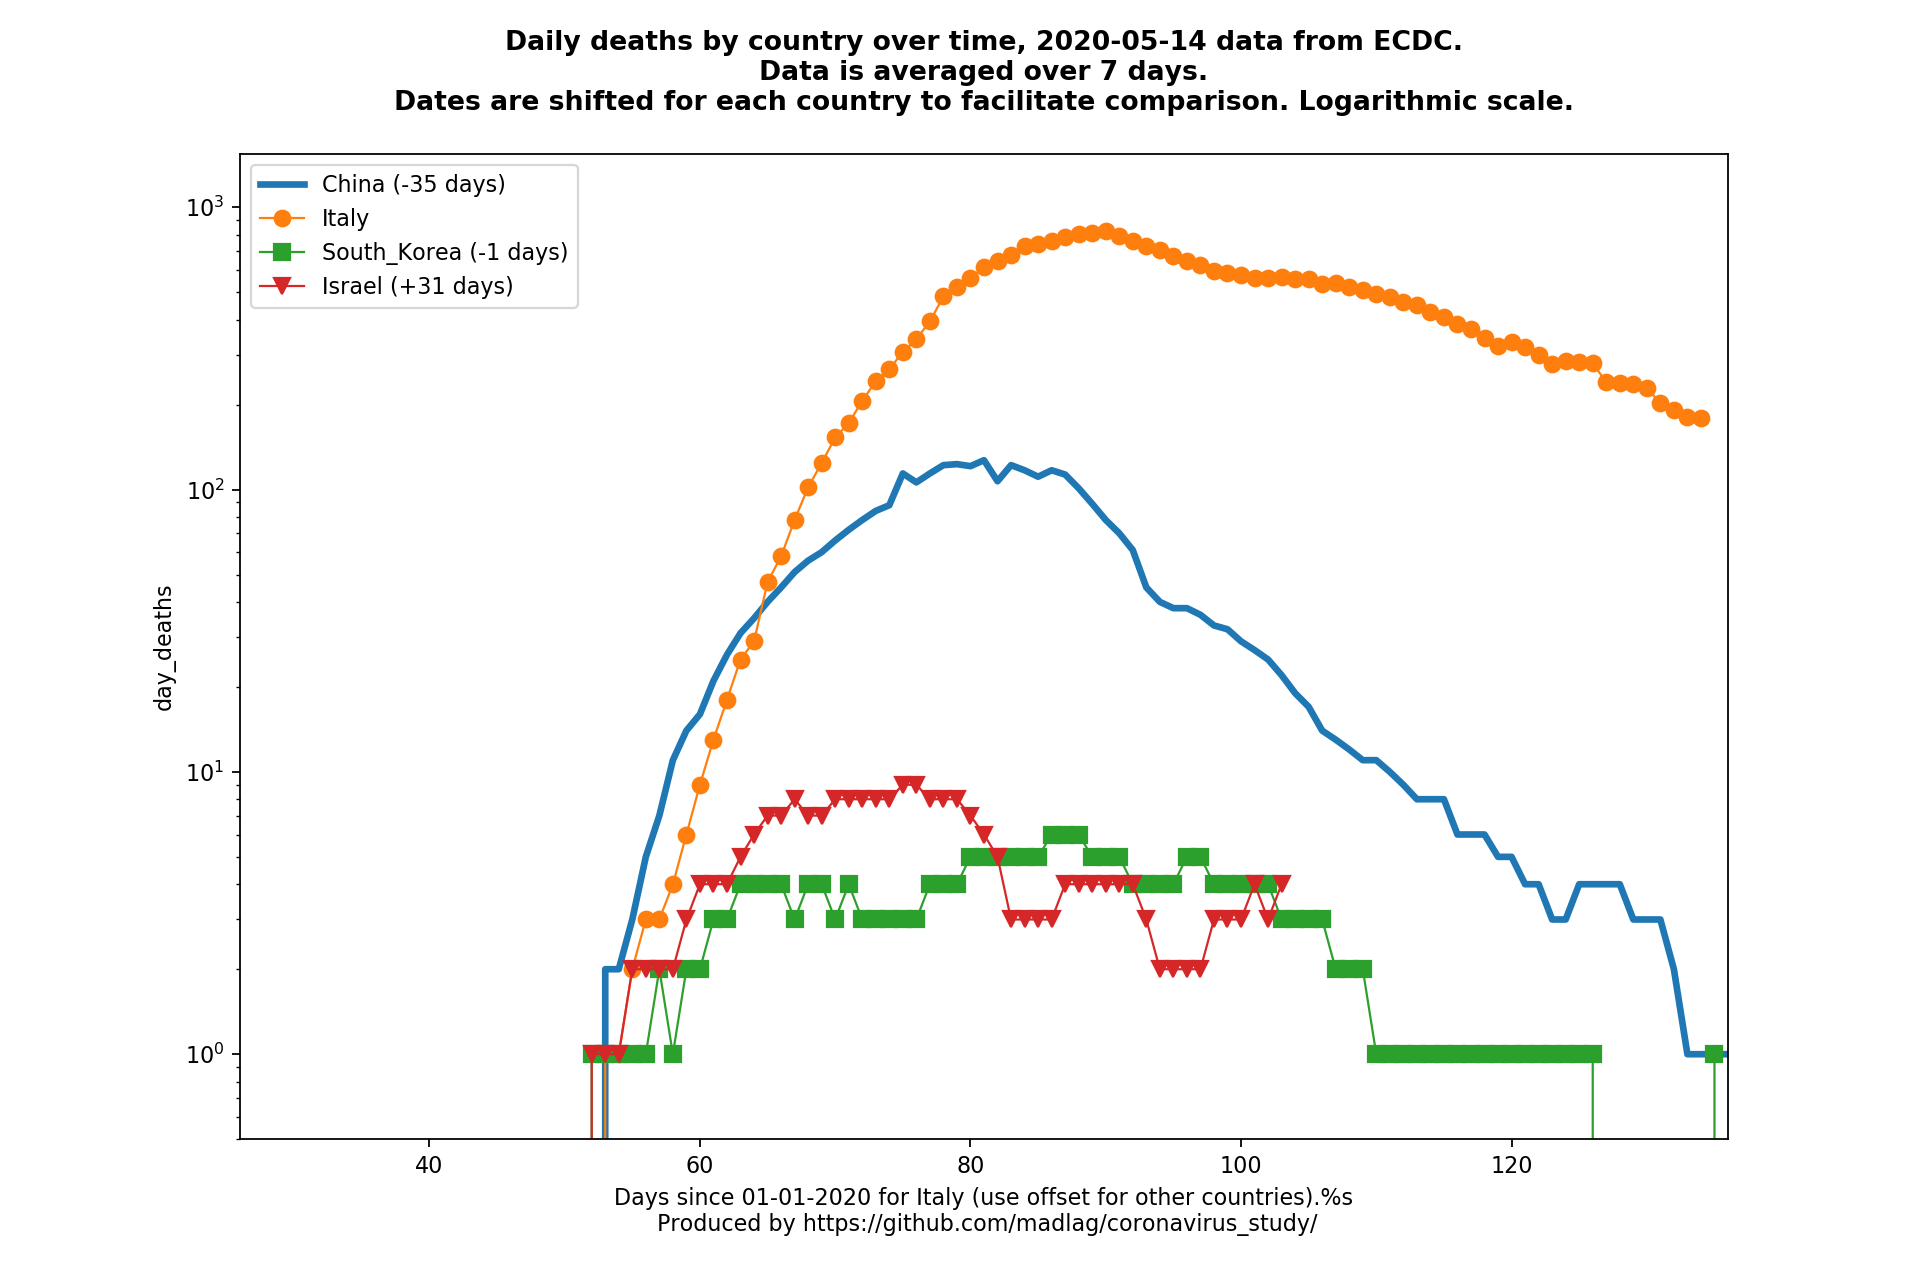 Daily deaths by country over time, 2020-05-14 data from ECDC.
Data is averaged over 7 days.
Dates are shifted for each country to facilitate comparison. Logarithmic scale.
China (-35 days)
Italy
South_Korea (-1 days)
Israel (+31 days)
10³
10²
10¹
10⁰
day_deaths
40 60 80 100 120
Days since 01-01-2020 for Italy (use offset for other countries).%s
Produced by https://github.com/madlag/coronavirus_study/